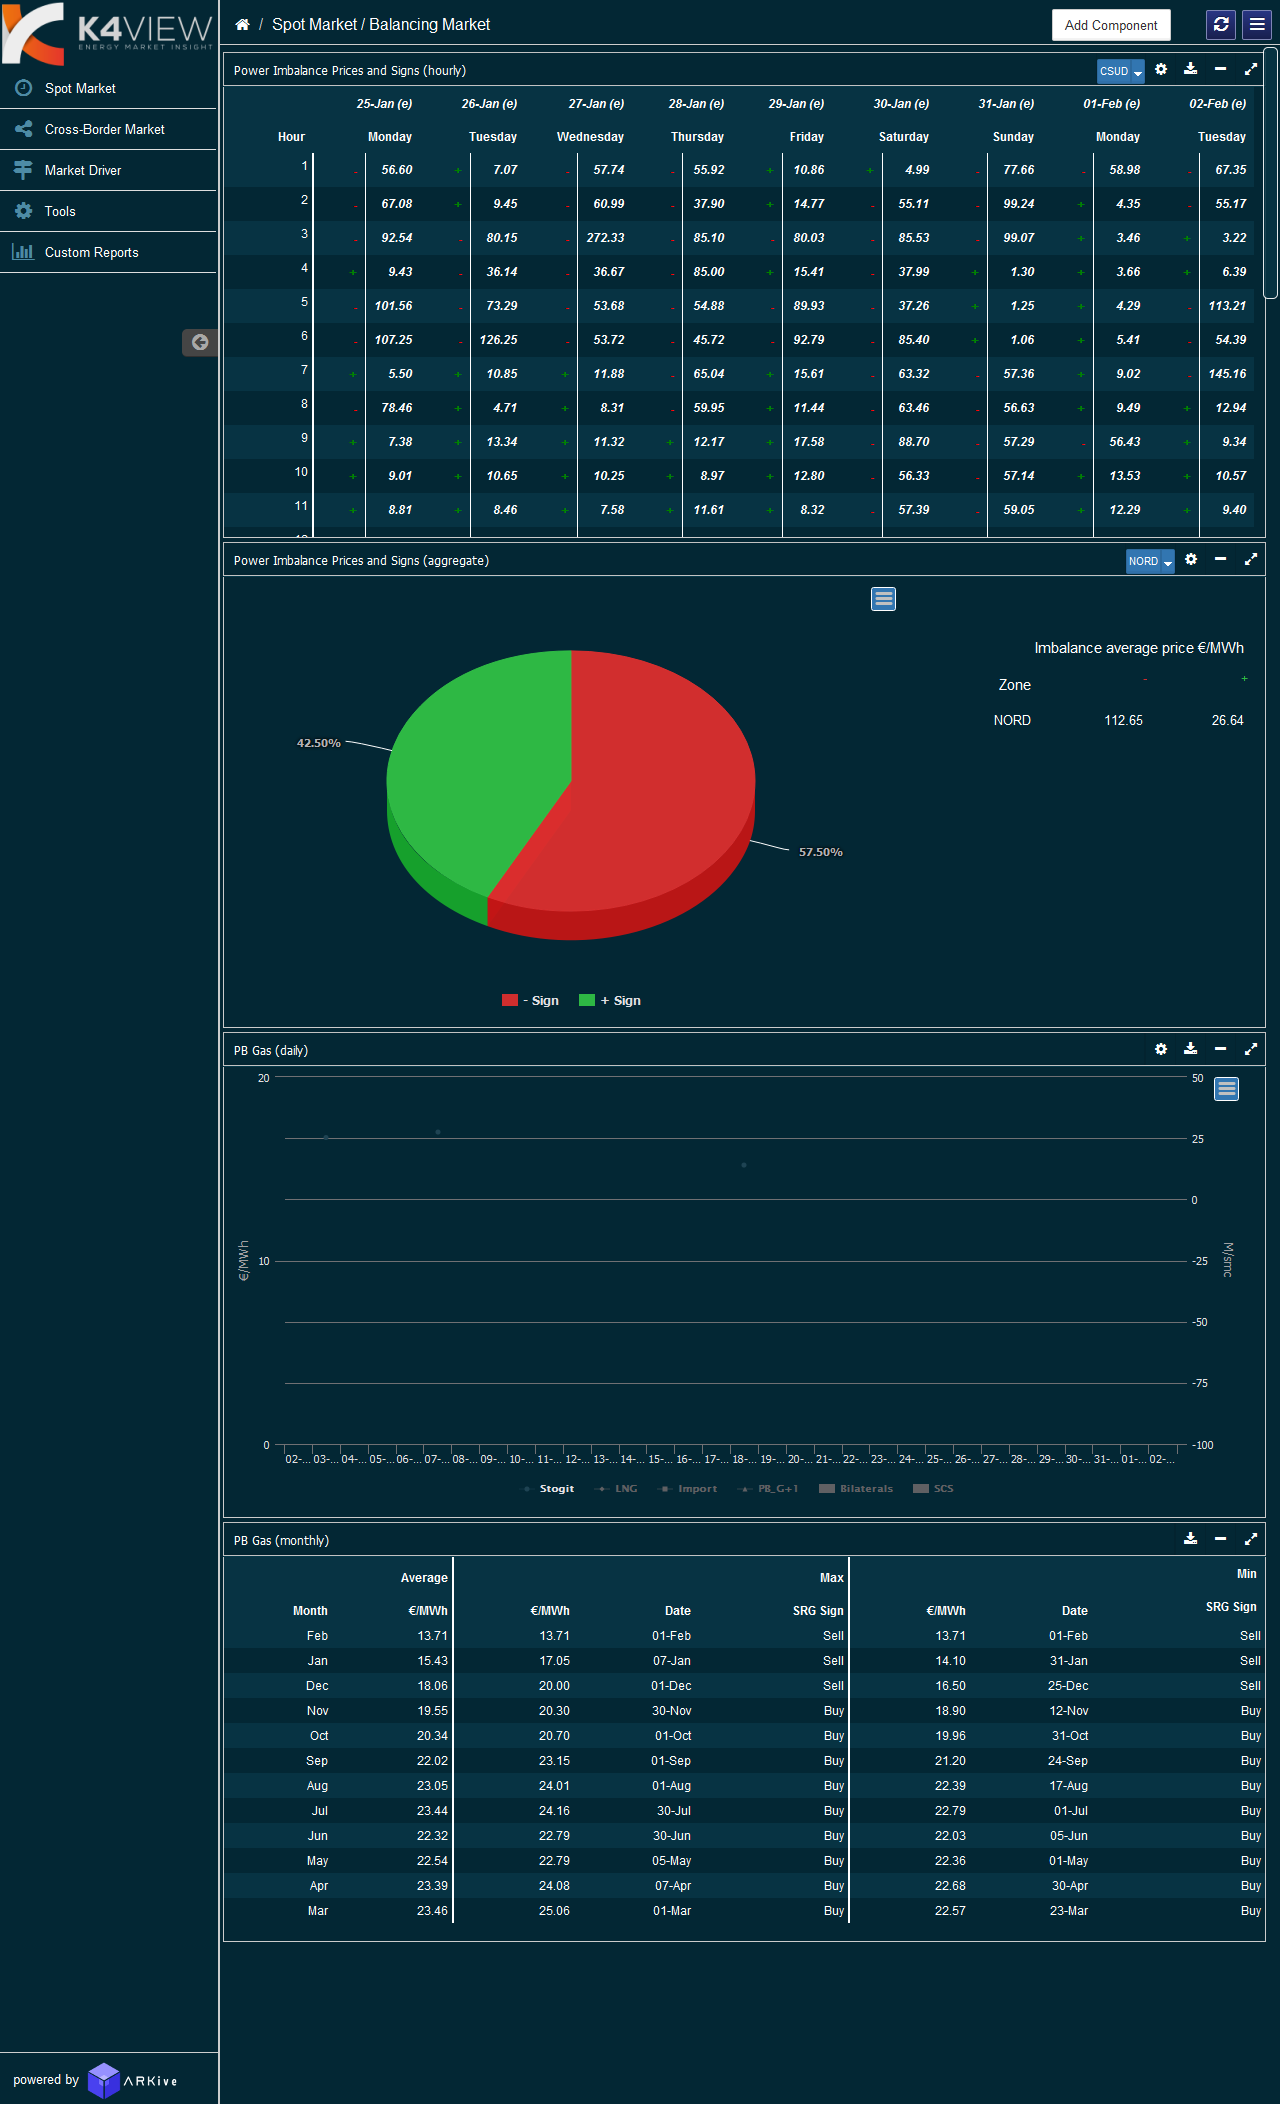 K4VIEW
ENERGY MARKET INSIGHT
Spot Market
Cross-Border Market
Market Driver
Tools
Custom Reports
/ Spot Market / Balancing Market
Add Component
Power Imbalance Prices and Signs (hourly)
CSUD
25-Jan (e) 26-Jan (e) 27-Jan (e) 28-Jan (e) 29-Jan (e) 30-Jan (e) 31-Jan (e) 01-Feb (e) 02-Feb (e)
Hour Monday Tuesday Wednesday Thursday Friday Saturday Sunday Monday Tuesday
1 - 56.60 + 7.07 - 57.74 - 55.92 + 10.86 + 4.99 - 77.66 - 58.98 - 67.35
2 - 67.08 + 9.45 - 60.99 - 37.90 + 14.77 - 55.11 - 99.24 + 4.35 - 55.17
3 - 92.54 - 80.15 - 272.33 - 85.10 - 80.03 - 85.53 - 99.07 + 3.46 + 3.22
4 + 9.43 - 36.14 - 36.67 - 85.00 + 15.41 - 37.99 + 1.30 + 3.66 + 6.39
5 - 101.56 - 73.29 - 53.68 - 54.88 - 89.93 - 37.26 + 1.25 + 4.29 - 113.21
6 - 107.25 - 126.25 - 53.72 - 45.72 - 92.79 - 85.40 + 1.06 + 5.41 - 54.39
7 + 5.50 + 10.85 + 11.88 - 65.04 + 15.61 - 63.32 - 57.36 + 9.02 - 145.16
8 - 78.46 + 4.71 + 8.31 - 59.95 + 11.44 - 63.46 - 56.63 + 9.49 + 12.94
9 + 7.38 + 13.34 + 11.32 + 12.17 + 17.58 - 88.70 - 57.29 - 56.43 + 9.34
10 + 9.01 + 10.65 + 10.25 + 8.97 + 12.80 - 56.33 - 57.14 + 13.53 + 10.57
11 + 8.81 + 8.46 + 7.58 + 11.61 + 8.32 - 57.39 - 59.05 + 12.29 + 9.40
Power Imbalance Prices and Signs (aggregate)
NORD
42.50%
57.50%
- Sign + Sign
Imbalance average price €/MWh
Zone - +
NORD 112.65 26.64
PB Gas (daily)
20
10
0
€/MWh
50
25
0
-25
-50
-75
-100
M/smc
02-... 03-... 04-... 05-... 06-... 07-... 08-... 09-... 10-... 11-... 12-... 13-... 14-... 15-... 16-... 17-... 18-... 19-... 20-... 21-... 22-... 23-... 24-... 25-... 26-... 27-... 28-... 29-... 30-... 31-... 01-... 02-...
Stogit LNG Import PB_G+1 Bilaterals SCS
PB Gas (monthly)
Average Max Min
Month €/MWh €/MWh Date SRG Sign €/MWh Date SRG Sign
Feb 13.71 13.71 01-Feb Sell 13.71 01-Feb Sell
Jan 15.43 17.05 07-Jan Sell 14.10 31-Jan Sell
Dec 18.06 20.00 01-Dec Sell 16.50 25-Dec Sell
Nov 19.55 20.30 30-Nov Buy 18.90 12-Nov Buy
Oct 20.34 20.70 01-Oct Buy 19.96 31-Oct Buy
Sep 22.02 23.15 01-Sep Buy 21.20 24-Sep Buy
Aug 23.05 24.01 01-Aug Buy 22.39 17-Aug Buy
Jul 23.44 24.16 30-Jul Buy 22.79 01-Jul Buy
Jun 22.32 22.79 30-Jun Buy 22.03 05-Jun Buy
May 22.54 22.79 05-May Buy 22.36 01-May Buy
Apr 23.39 24.08 07-Apr Buy 22.68 30-Apr Buy
Mar 23.46 25.06 01-Mar Buy 22.57 23-Mar Buy
powered by ARKive